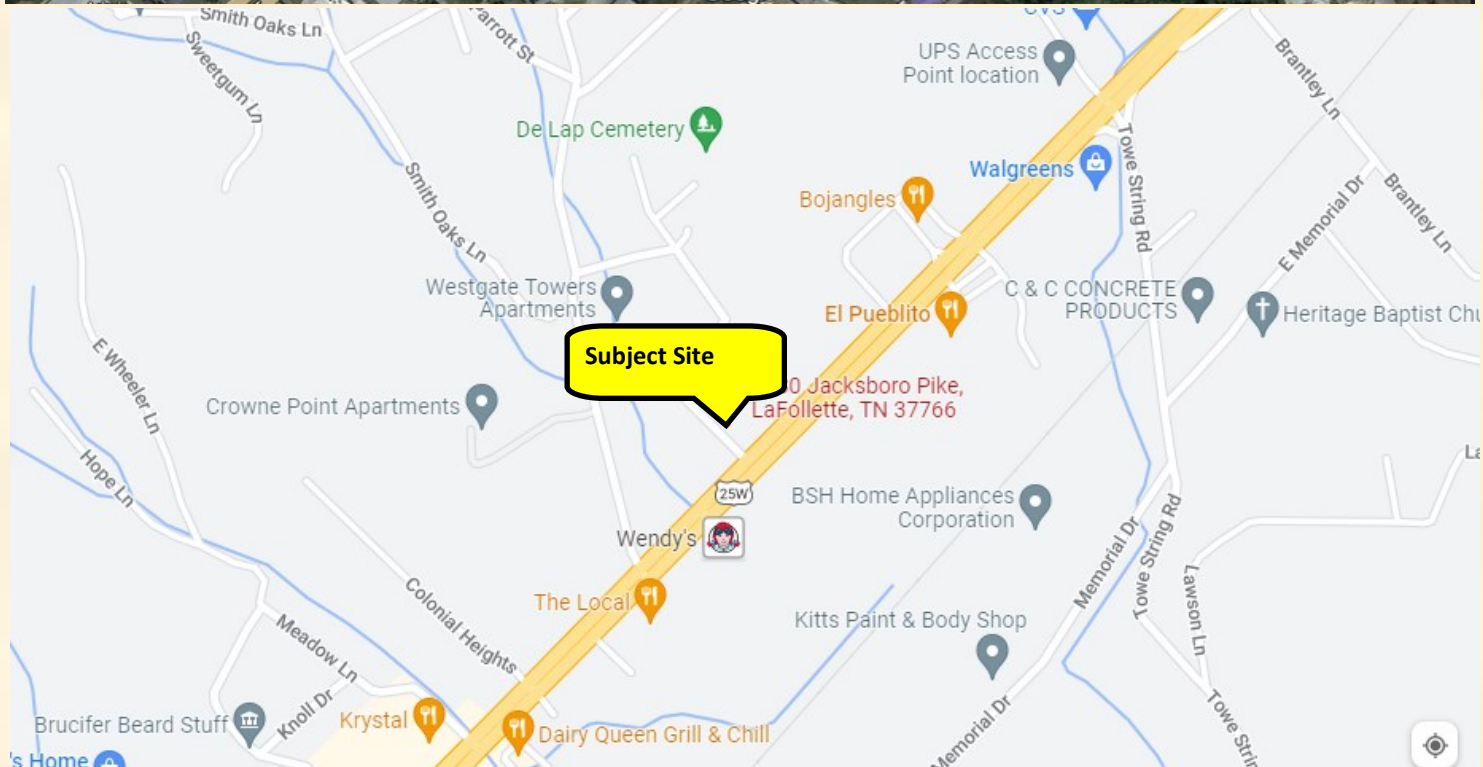 Smith Oaks Ln
Parrott St
CVS
Sweetgum Ln
UPS Access
Point location
Brantley Ln
De Lap Cemetery
Towe String Rd
Walgreens
Smith Oaks Ln
Bojangles
E Memorial Dr
Brantley Ln
Westgate Towers
Apartments
C & C CONCRETE
PRODUCTS
El Pueblito
Heritage Baptist Chu
Subject Site
E Wheeler Ln
0 Jacksboro Pike,
LaFollette, TN 37766
Crowne Point Apartments
La
Hope Ln
25W
BSH Home Appliances
Corporation
Wendy's
Memorial Dr
Towe String Rd
Lawson Ln
The Local
Colonial Heights
Kitts Paint & Body Shop
Meadow Ln
Knoll Dr
Brucifer Beard Stuff
Krystal
Dairy Queen Grill & Chill
Memorial Dr
Towe Strin
's Home